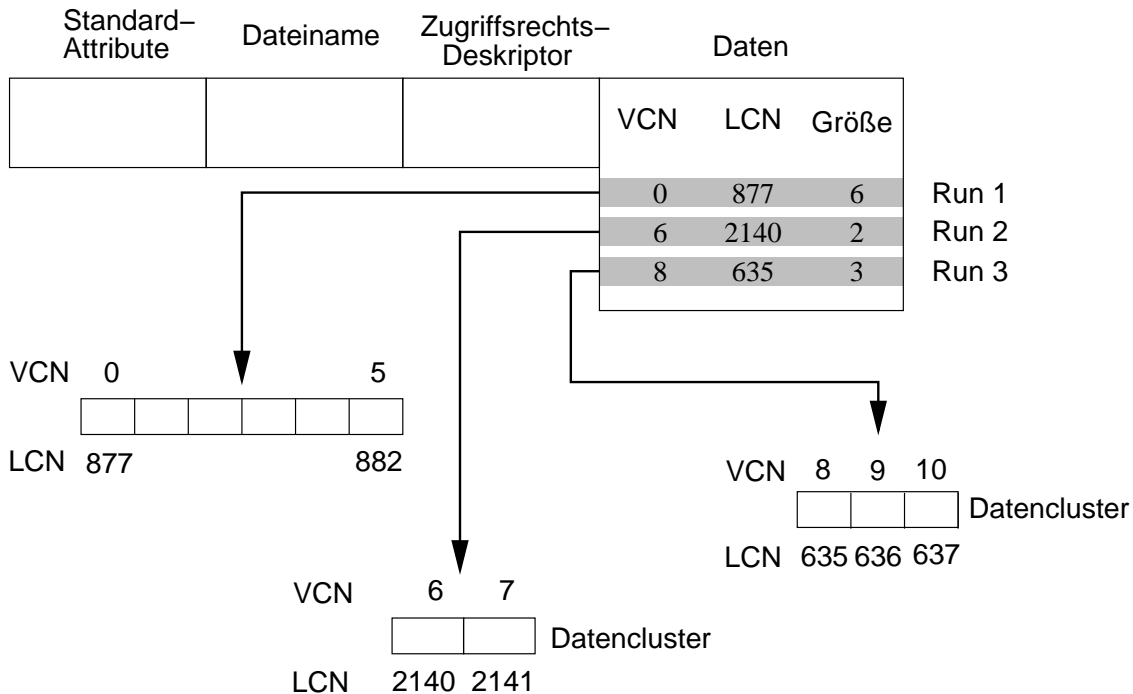 Standard–
Attribute
Dateiname
Zugriffsrechts–
Deskriptor
Daten
VCN LCN Größe
0 877 6 Run 1
6 2140 2 Run 2
8 635 3 Run 3
VCN 0 5
LCN 877 882
VCN 8 9 10
Datencluster
LCN 635 636 637
VCN 6 7
Datencluster
LCN 2140 2141